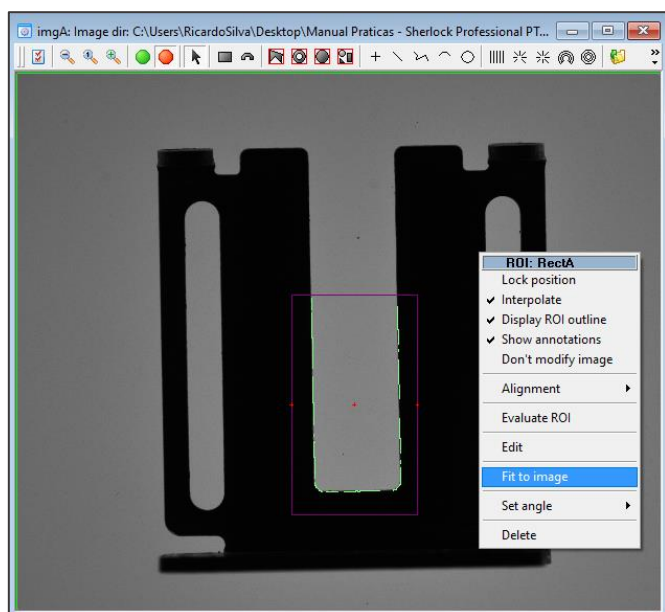 imgA: Image dir: C:\Users\RicardoSilva\Desktop\Manual Praticas - Sherlock Professional PT...
ROI: RectA
Lock position
Interpolate
Display ROI outline
Show annotations
Don't modify image
Alignment
Evaluate ROI
Edit
Fit to image
Set angle
Delete